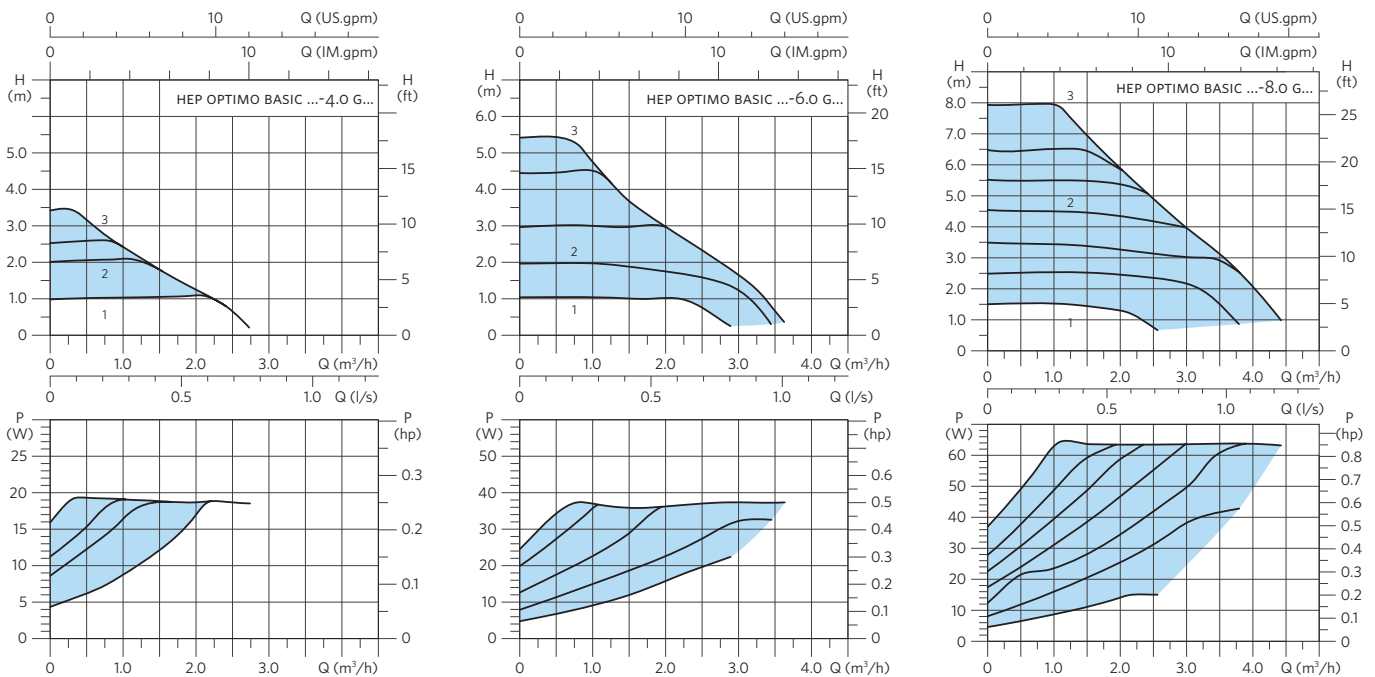 0 10 Q (US.gpm)
0 10 Q (IM.gpm)
H (m) H (ft)
HEP OPTIMO BASIC ...-4.0 G...
6.0
5.0 15
4.0
3.0 10
2.0 5
1.0
0 0
3
2
1
0 1.0 2.0 Q (m³/h)
3.0
0 0.5 1.0 Q (l/s)
P (W) P (hp)
25
20 0.3
15 0.2
10 0.1
5
0 0
0 1.0 2.0 3.0 Q (m³/h)
0 10 Q (US.gpm)
0 10 Q (IM.gpm)
H (m) H (ft)
HEP OPTIMO BASIC ...-6.0 G...
6.0 20
5.0 15
4.0
3.0 10
2.0 5
1.0
0 0
3
2
1
0 1.0 2.0 3.0 4.0 Q (m³/h)
0 0.5 1.0 Q (l/s)
P (W) P (hp)
50 0.6
40 0.5
30 0.4
0.3
20 0.2
10 0.1
0 0
0 1.0 2.0 3.0 4.0 Q (m³/h)
0 10 Q (US.gpm)
0 10 Q (IM.gpm)
H (m) H (ft)
HEP OPTIMO BASIC ...-8.0 G...
8.0 25
7.0
6.0 20
5.0 15
4.0
3.0 10
2.0 5
1.0
0 0
3
2
1
0 1.0 2.0 3.0 4.0 Q (m³/h)
0 0.5 1.0 Q (l/s)
P (W) P (hp)
60 0.8
50 0.7
0.6
40 0.5
30 0.4
0.3
20 0.2
10 0.1
0 0
0 1.0 2.0 3.0 4.0 Q (m³/h)